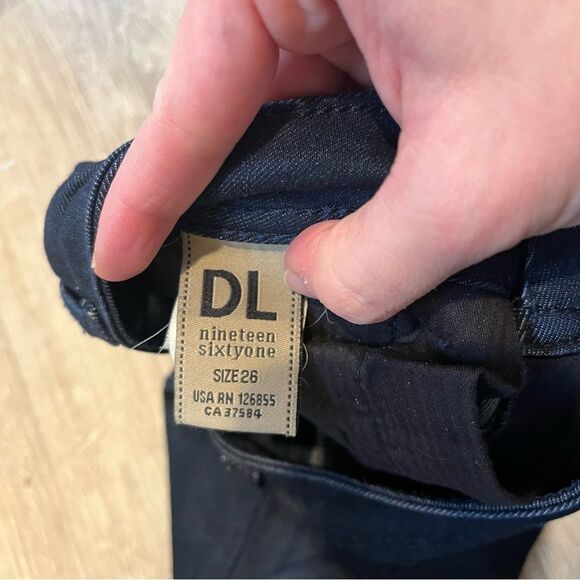 DL
nineteen
sixtyone
SIZE 26
USA RN 126855
CA 37584